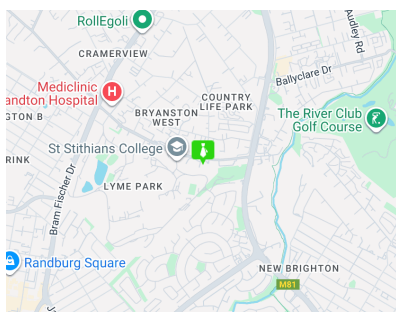 RollEgoli
Audley Rd
CRAMERVIEW
Ballyclare Dr
Mediclinic
andton Hospital
H
COUNTRY
LIFE PARK
BRYANSTON
WEST
The River Club
Golf Course
GTON B
St Stithians College
RINK
LYME PARK
Bram Fischer Dr
Randburg Square
NEW BRIGHTON
M81